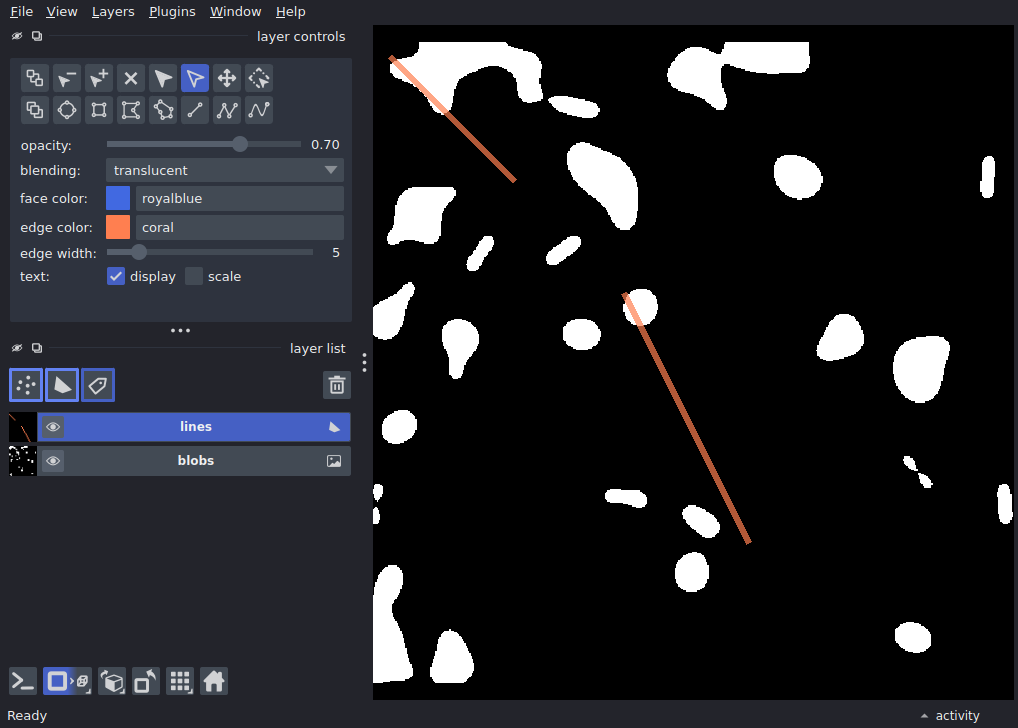 File View Layers Plugins Window Help
layer controls
opacity: 0.70
blending: translucent
face color: royalblue
edge color: coral
edge width: 5
text: display scale
layer list
lines
blobs
Ready activity